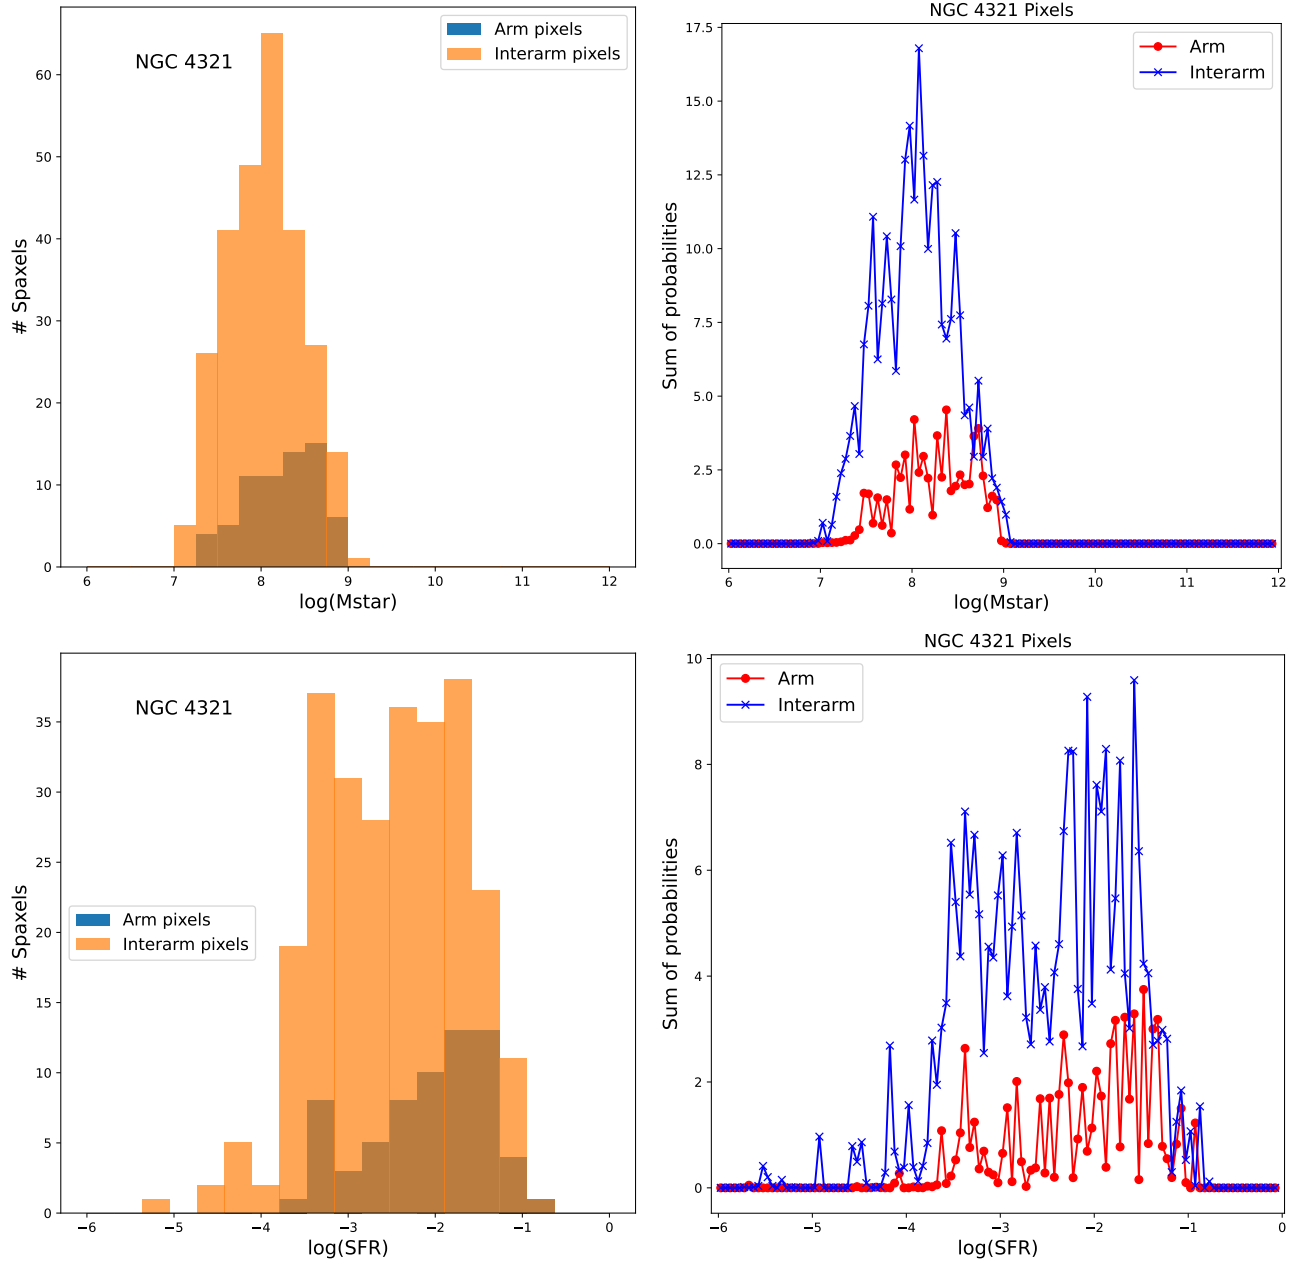 NGC 4321
Arm pixels
Interarm pixels
# Spaxels
0
10
20
30
40
50
60
6
7
8
9
10
11
12
log(Mstar)
NGC 4321 Pixels
Arm
Interarm
Sum of probabilities
17.5
15.0
12.5
10.0
7.5
5.0
2.5
0.0
6
7
8
9
10
11
12
log(Mstar)
NGC 4321
Arm pixels
Interarm pixels
# Spaxels
35
30
25
20
15
10
5
0
−6
−5
−4
−3
−2
−1
0
log(SFR)
NGC 4321 Pixels
Arm
Interarm
Sum of probabilities
10
8
6
4
2
0
−6
−5
−4
−3
−2
−1
0
log(SFR)